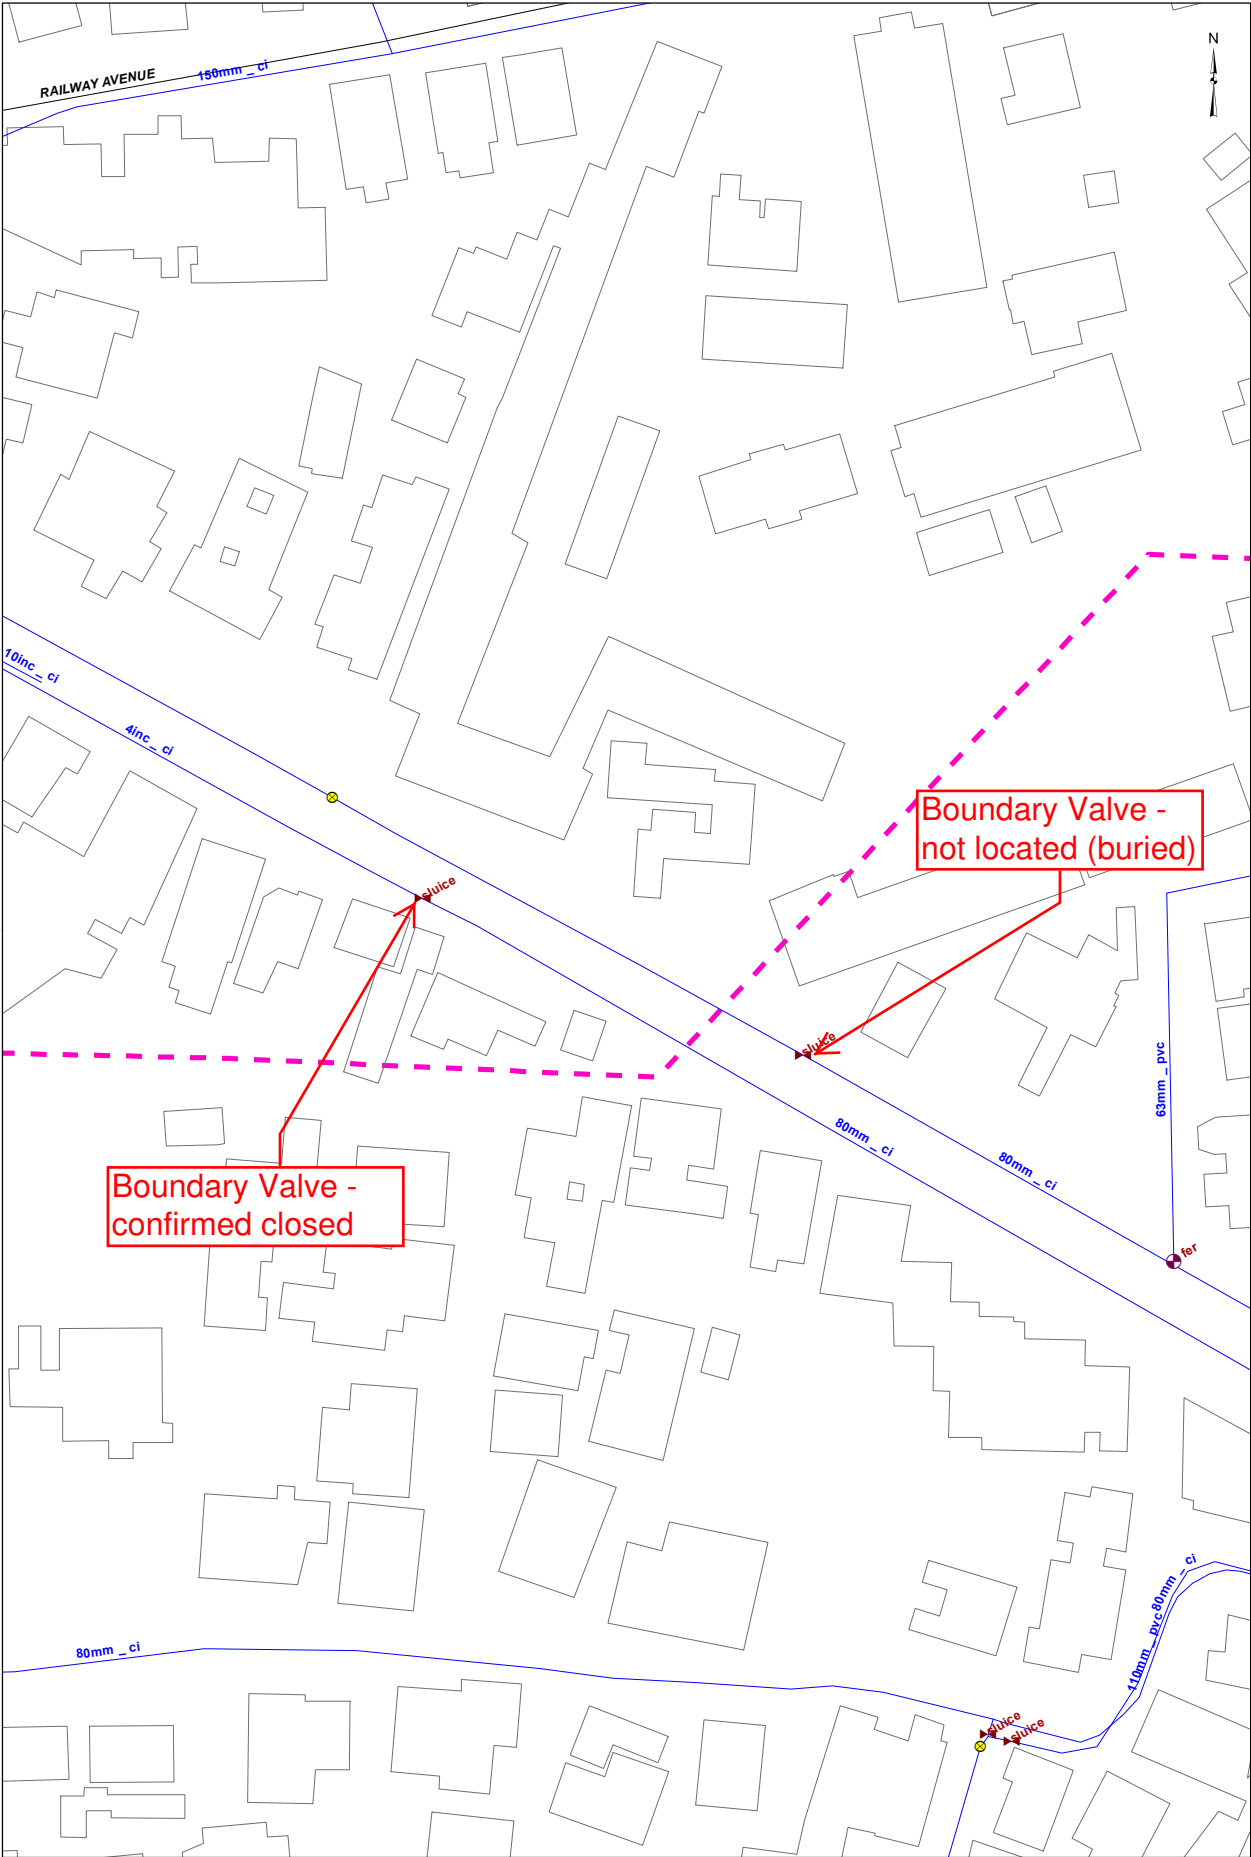 N
RAILWAY AVENUE
150mm _ ci
10inc _ ci
4inc _ ci
Boundary Valve -
not located (buried)
sluice
sluice
63mm _ pvc
80mm _ ci
80mm _ ci
Boundary Valve -
confirmed closed
fer
80mm _ ci
110mm _ pvc
80mm _ ci
sluice
sluice